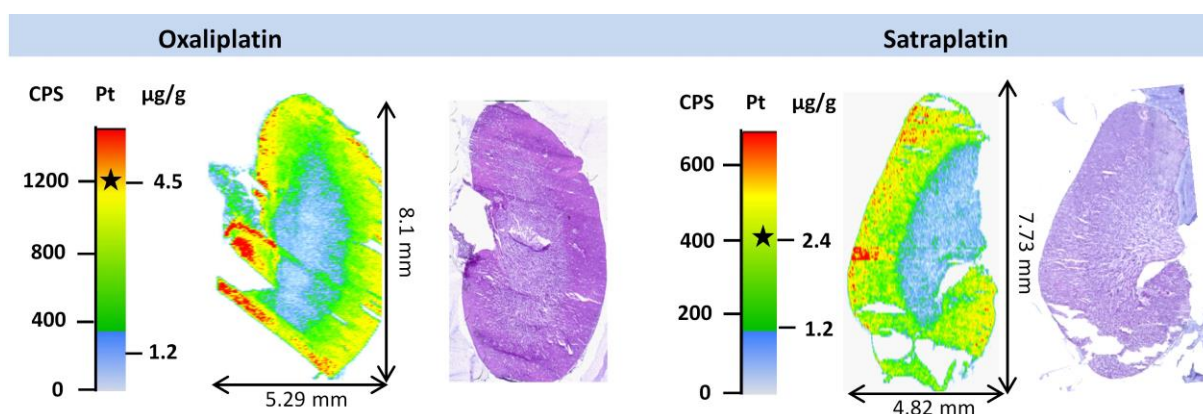 Oxaliplatin
CPS Pt µg/g
1200
4.5
800
400
1.2
0
8.1 mm
5.29 mm
Satraplatin
CPS Pt µg/g
600
400
2.4
200
1.2
0
7.73 mm
4.82 mm